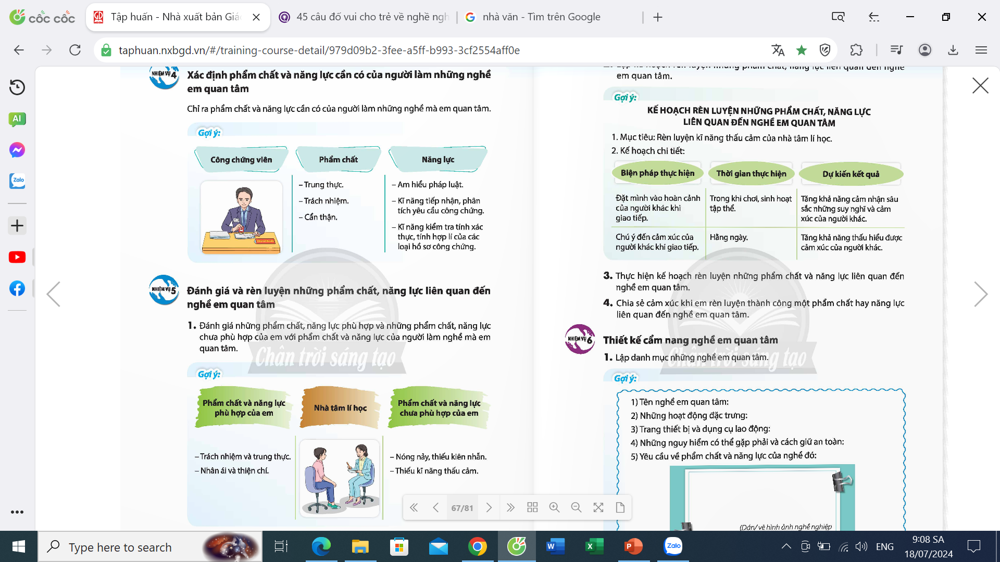 cốc cốc
Tập huấn - Nhà xuất bản Giáo
45 câu đố vui cho trẻ về nghề ngh
nhà văn - Tìm trên Google
taphuan.nxbgd.vn/#/training-course-detail/979d09b2-3fee-a5ff-b993-3cf2554aff0e
AI
Zalo
NHIỆM VỤ 4
Xác định phẩm chất và năng lực cần có của người làm những nghề
em quan tâm
Chỉ ra phẩm chất và năng lực cần có của người làm những nghề mà em quan tâm.
Gợi ý:
Công chứng viên
Phẩm chất
Năng lực
– Trung thực.
– Trách nhiệm.
– Cẩn thận.
– Am hiểu pháp luật.
– Kĩ năng tiếp nhận, phân
tích yêu cầu công chứng.
– Kĩ năng kiểm tra tính xác
thực, tính hợp lí của các
loại hồ sơ công chứng.
NHIỆM VỤ 5
Đánh giá và rèn luyện những phẩm chất, năng lực liên quan đến
nghề em quan tâm
1. Đánh giá những phẩm chất, năng lực phù hợp và những phẩm chất, năng lực
chưa phù hợp của em với phẩm chất và năng lực của người làm nghề mà em
quan tâm.
Chân trời sáng tạo
Gợi ý:
Phẩm chất và năng lực
phù hợp của em
Nhà tâm lí học
Phẩm chất và năng lực
chưa phù hợp của em
– Trách nhiệm và trung thực.
– Nhân ái và thiện chí.
– Nóng nảy, thiếu kiên nhẫn.
– Thiếu kĩ năng thấu cảm.
2. Lập kế hoạch rèn luyện những phẩm chất, năng lực liên quan đến nghề
em quan tâm.
Gợi ý:
KẾ HOẠCH RÈN LUYỆN NHỮNG PHẨM CHẤT, NĂNG LỰC
LIÊN QUAN ĐẾN NGHỀ EM QUAN TÂM
1. Mục tiêu: Rèn luyện kĩ năng thấu cảm của nhà tâm lí học.
2. Kế hoạch chi tiết:
Biện pháp thực hiện
Thời gian thực hiện
Dự kiến kết quả
Đặt mình vào hoàn cảnh
của người khác khi
giao tiếp.
Trong khi chơi, sinh hoạt
tập thể.
Tăng khả năng cảm nhận sâu
sắc những suy nghĩ và cảm
xúc của người khác.
Chú ý đến cảm xúc của
người khác khi giao tiếp.
Hằng ngày.
Tăng khả năng thấu hiểu được
cảm xúc của người khác.
3. Thực hiện kế hoạch rèn luyện những phẩm chất và năng lực liên quan đến
nghề em quan tâm.
4. Chia sẻ cảm xúc khi em rèn luyện thành công một phẩm chất hay năng lực
liên quan đến nghề em quan tâm.
NHIỆM VỤ 6
Thiết kế cẩm nang nghề em quan tâm
1. Lập danh mục những nghề em quan tâm.
Chân trời sáng tạo
Gợi ý:
1) Tên nghề em quan tâm:
2) Những hoạt động đặc trưng:
3) Trang thiết bị và dụng cụ lao động:
4) Những nguy hiểm có thể gặp phải và cách giữ an toàn:
5) Yêu cầu về phẩm chất và năng lực của nghề đó:
(Dán/ vẽ hình ảnh nghề nghiệp
67/81
Type here to search
Zalo
ENG
9:08 SA
18/07/2024